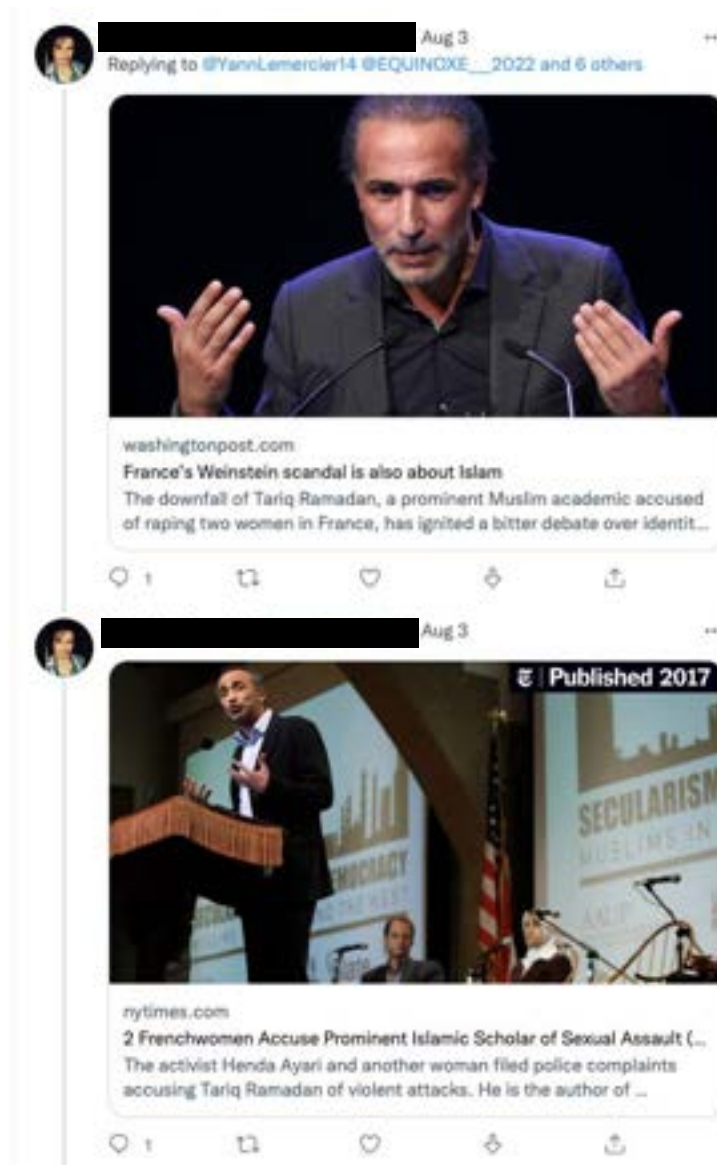 Aug 3
Replying to @YannLemercier14 @EQUINOXE__2022 and 6 others
washingtonpost.com
France's Weinstein scandal is also about Islam
The downfall of Tariq Ramadan, a prominent Muslim academic accused
of raping two women in France, has ignited a bitter debate over identit...
1
Aug 3
Published 2017
SECULARISM
MUSLIMS IN
MOCRACY
THE WEST
nytimes.com
2 Frenchwomen Accuse Prominent Islamic Scholar of Sexual Assault (...
The activist Henda Ayari and another woman filed police complaints
accusing Tariq Ramadan of violent attacks. He is the author of ...
1